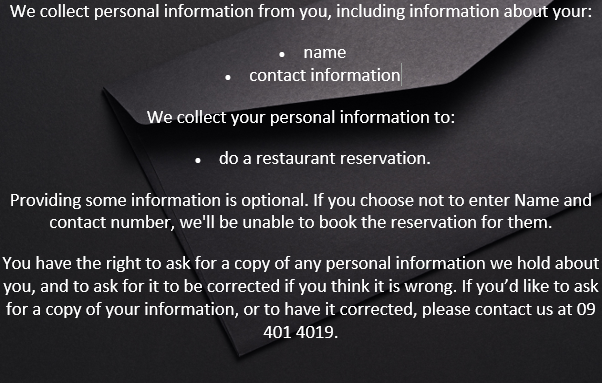 We collect personal information from you, including information about your:
• name
• contact information
We collect your personal information to:
• do a restaurant reservation.
Providing some information is optional. If you choose not to enter Name and
contact number, we'll be unable to book the reservation for them.
You have the right to ask for a copy of any personal information we hold about
you, and to ask for it to be corrected if you think it is wrong. If you’d like to ask
for a copy of your information, or to have it corrected, please contact us at 09
401 4019.